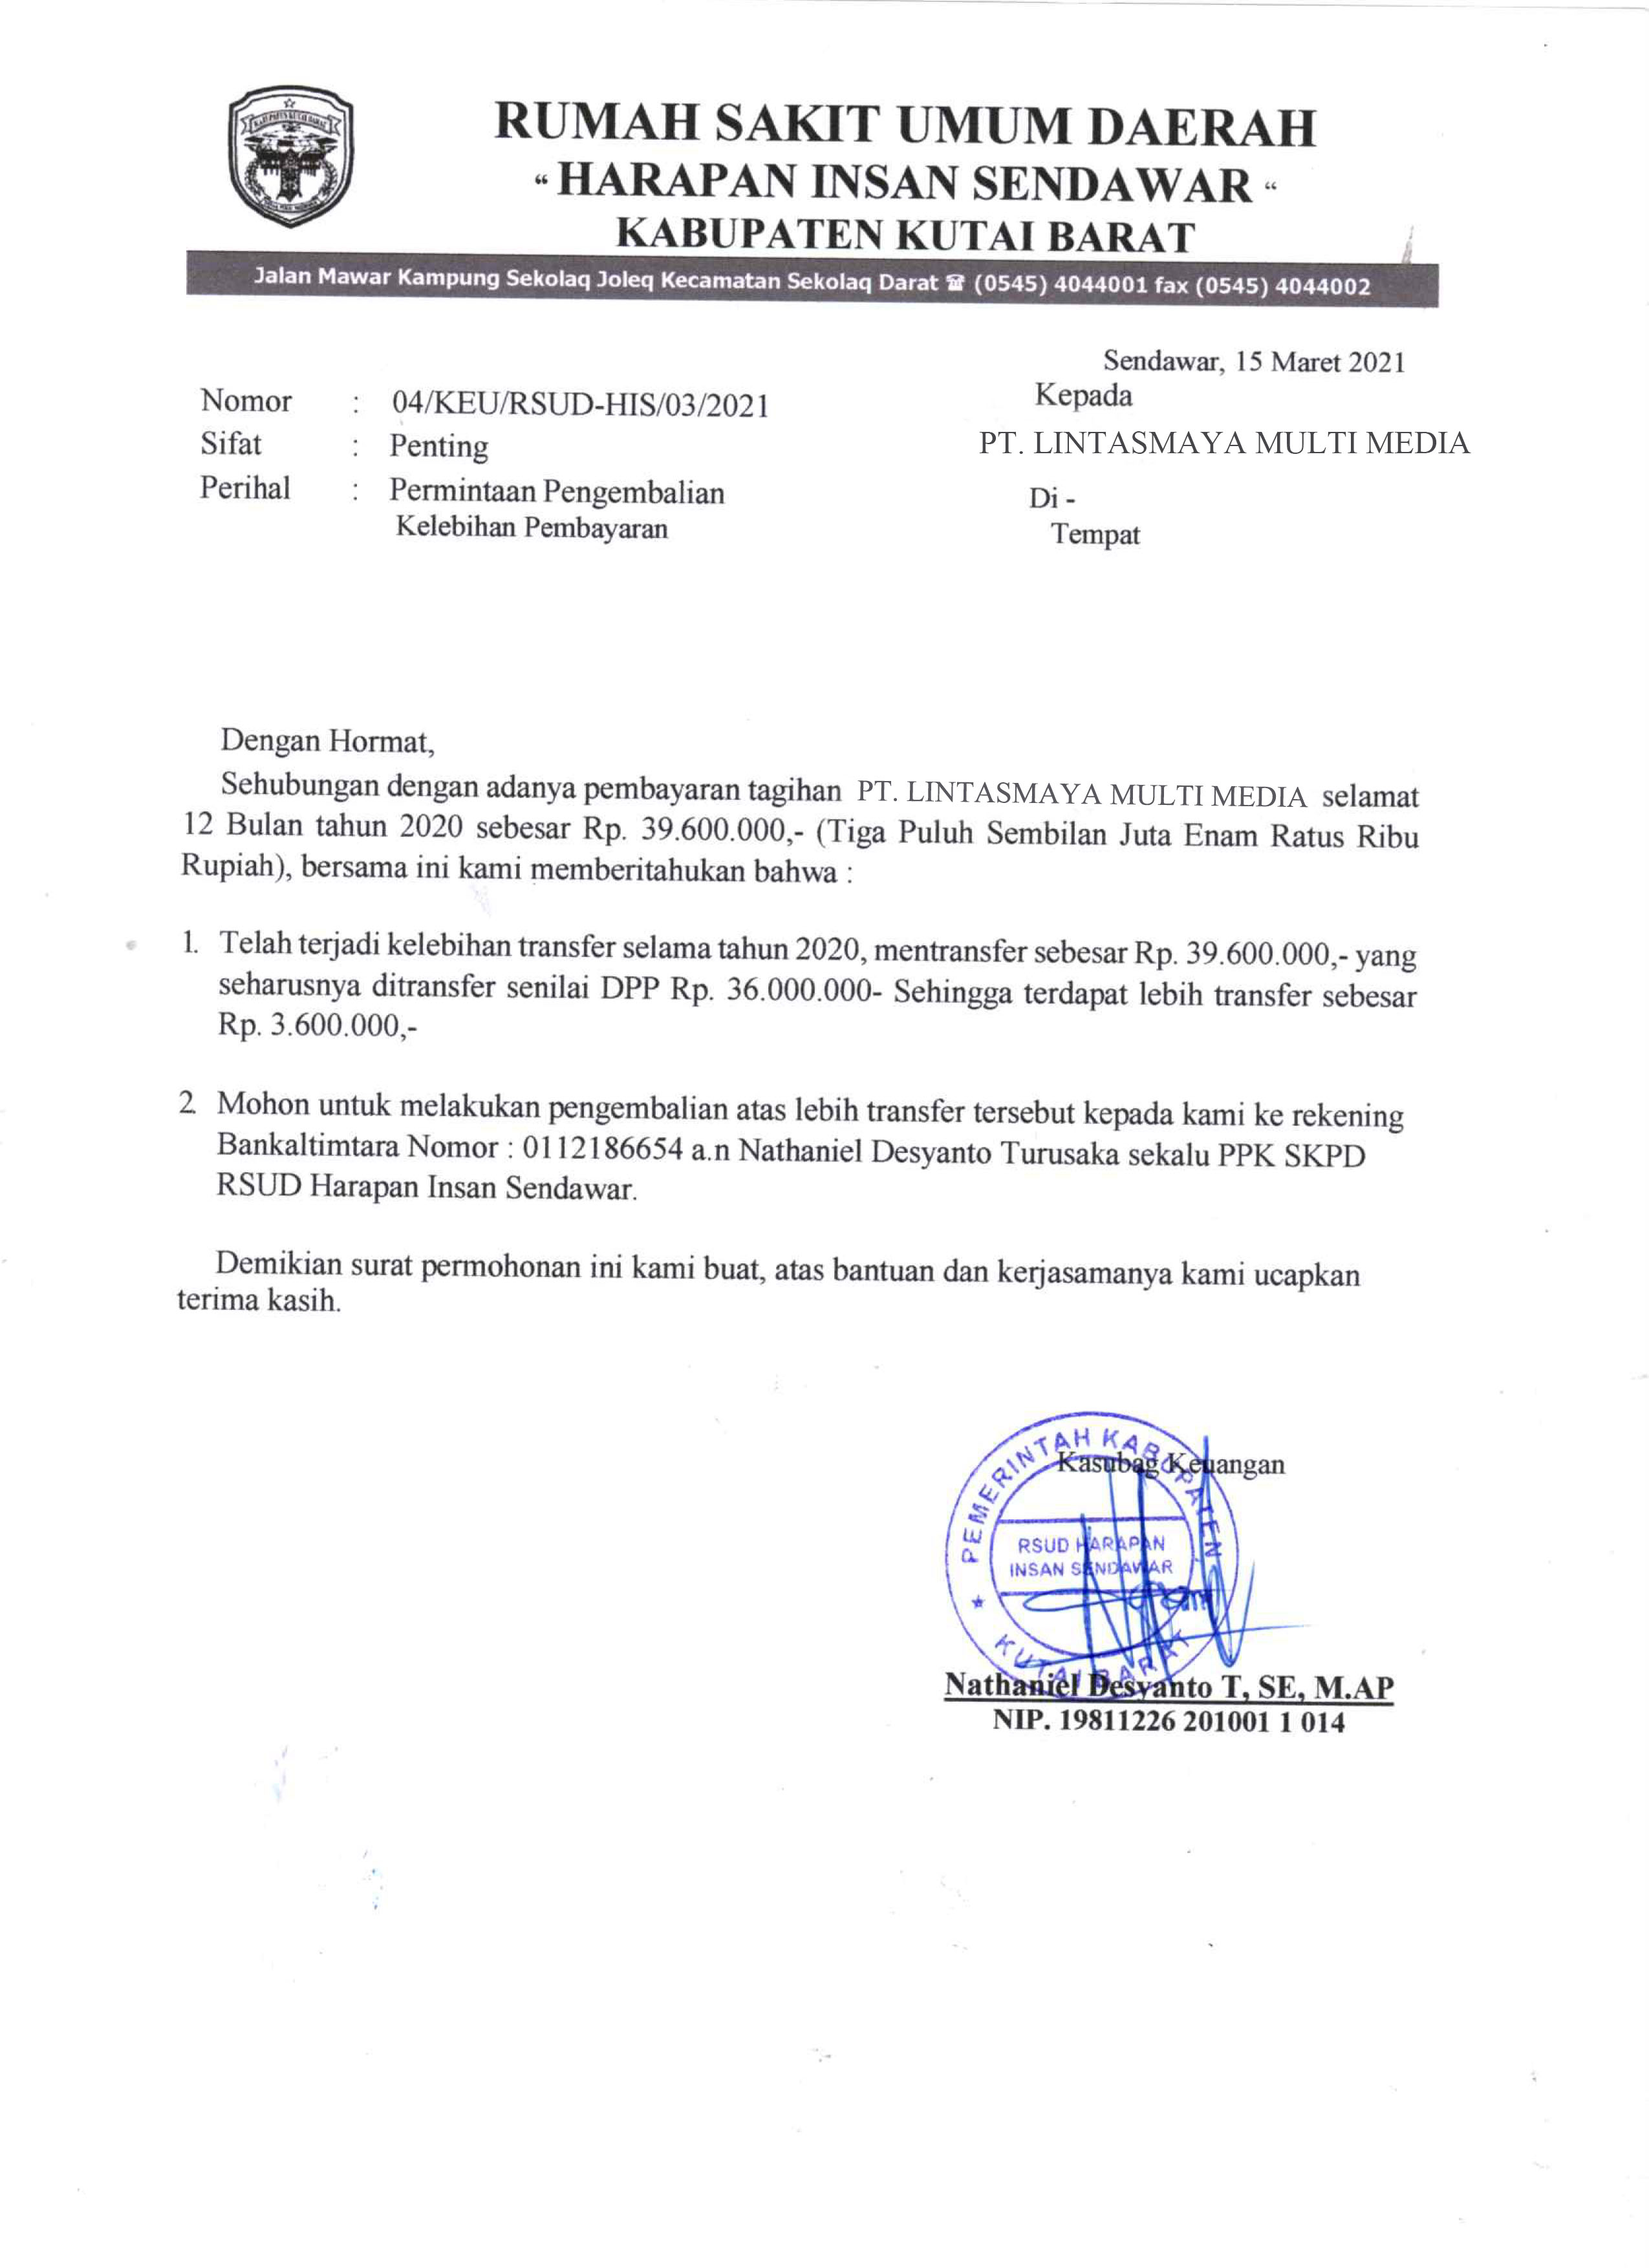 RUMAH SAKIT UMUM DAERAH
“ HARAPAN INSAN SENDAWAR “
KABUPATEN KUTAI BARAT
Jalan Mawar Kampung Sekolaq Joleq Kecamatan Sekolaq Darat ☎ (0545) 4044001 fax (0545) 4044002
Sendawar, 15 Maret 2021
Nomor : 04/KEU/RSUD-HIS/03/2021
Kepada
Sifat : Penting
PT. LINTASMAYA MULTI MEDIA
Perihal : Permintaan Pengembalian
Kelebihan Pembayaran
Di -
Tempat
Dengan Hormat,
Sehubungan dengan adanya pembayaran tagihan PT. LINTASMAYA MULTI MEDIA selamat
12 Bulan tahun 2020 sebesar Rp. 39.600.000,- (Tiga Puluh Sembilan Juta Enam Ratus Ribu
Rupiah), bersama ini kami memberitahukan bahwa :
1. Telah terjadi kelebihan transfer selama tahun 2020, mentransfer sebesar Rp. 39.600.000,- yang
seharusnya ditransfer senilai DPP Rp. 36.000.000- Sehingga terdapat lebih transfer sebesar
Rp. 3.600.000,-
2. Mohon untuk melakukan pengembalian atas lebih transfer tersebut kepada kami ke rekening
Bankaltimtara Nomor : 0112186654 a.n Nathaniel Desyanto Turusaka sekalu PPK SKPD
RSUD Harapan Insan Sendawar.
Demikian surat permohonan ini kami buat, atas bantuan dan kerjasamanya kami ucapkan
terima kasih.
Kasubag Keuangan
PEMERINTAH KABUPATEN
RSUD HARAPAN
INSAN SENDAWAR
KUTAI BARAT
Nathaniel Desyanto T, SE, M.AP
NIP. 19811226 201001 1 014